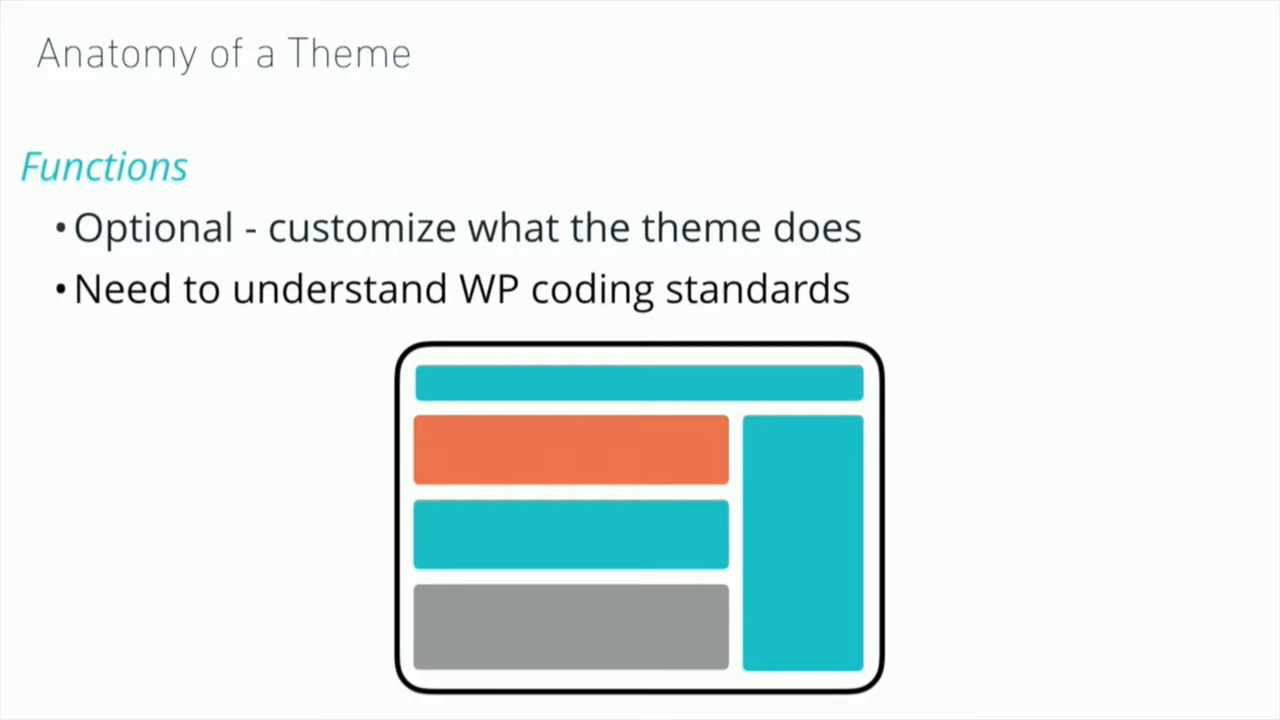 Anatomy of a Theme
Functions
• Optional - customize what the theme does
• Need to understand WP coding standards